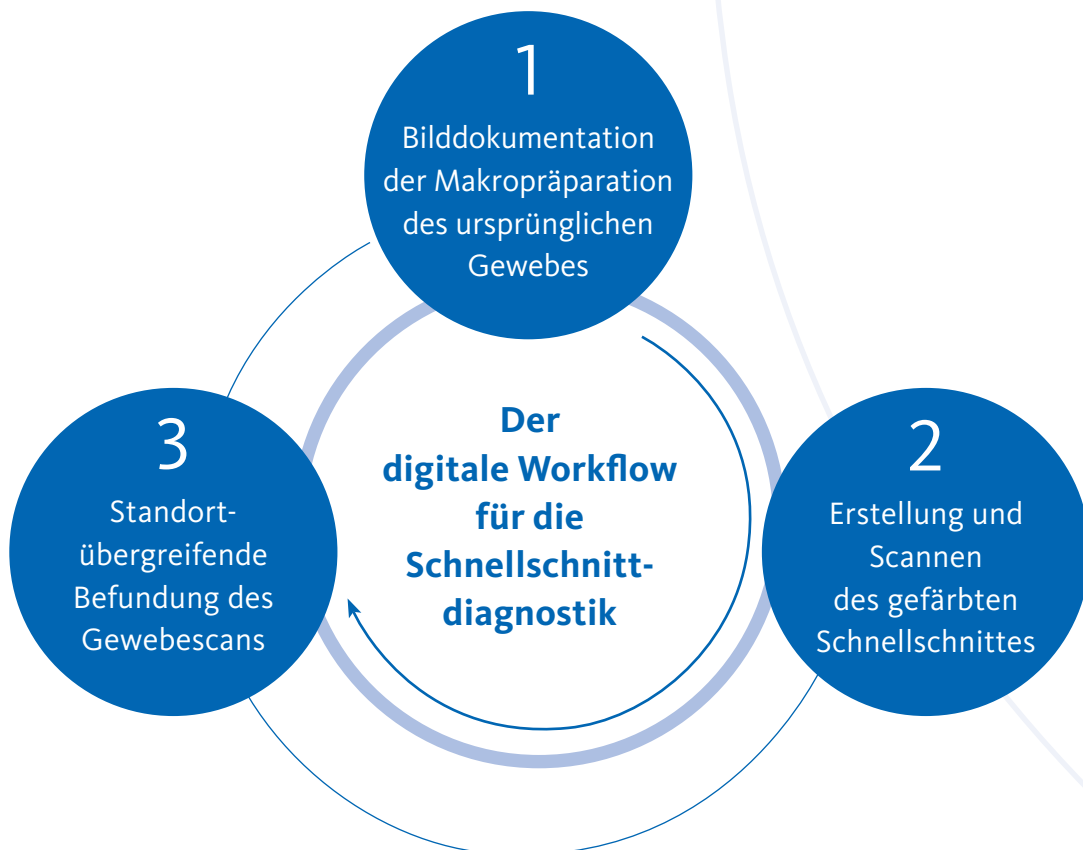 1
Bilddokumentation
der Makropräparation
des ursprünglichen
Gewebes
Der
digitale Workflow
für die
Schnellschnitt-
diagnostik
2
Erstellung und
Scannen
des gefärbten
Schnellschnittes
3
Standort-
übergreifende
Befundung des
Gewebescans